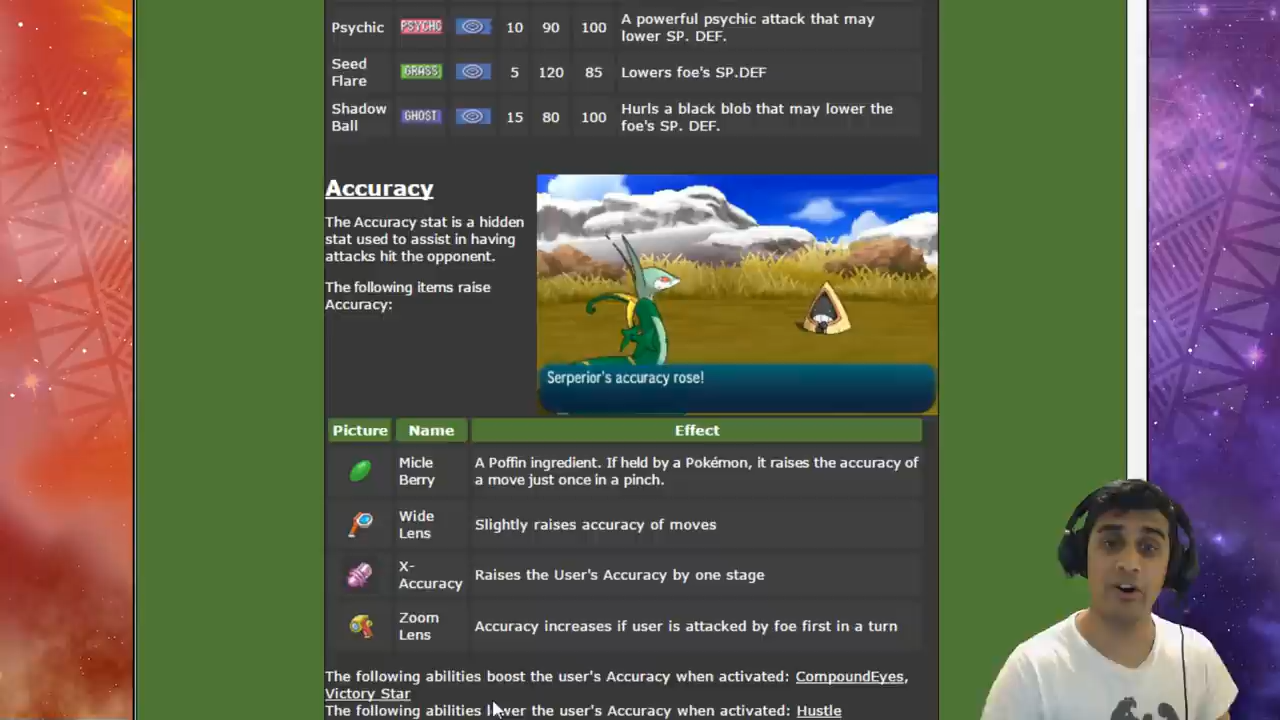 Psychic PSYCHC 10 90 100 A powerful psychic attack that may
lower SP. DEF.
Seed
Flare GRASS 5 120 85 Lowers foe's SP.DEF
Shadow
Ball GHOST 15 80 100 Hurls a black blob that may lower the
foe's SP. DEF.
Accuracy
The Accuracy stat is a hidden
stat used to assist in having
attacks hit the opponent.
The following items raise
Accuracy:
Serperior's accuracy rose!
Picture Name Effect
Micle
Berry
A Poffin ingredient. If held by a Pokémon, it raises the accuracy of
a move just once in a pinch.
Wide
Lens
Slightly raises accuracy of moves
X-
Accuracy
Raises the User's Accuracy by one stage
Zoom
Lens
Accuracy increases if user is attacked by foe first in a turn
The following abilities boost the user's Accuracy when activated: CompoundEyes,
Victory Star
The following abilities lower the user's Accuracy when activated: Hustle